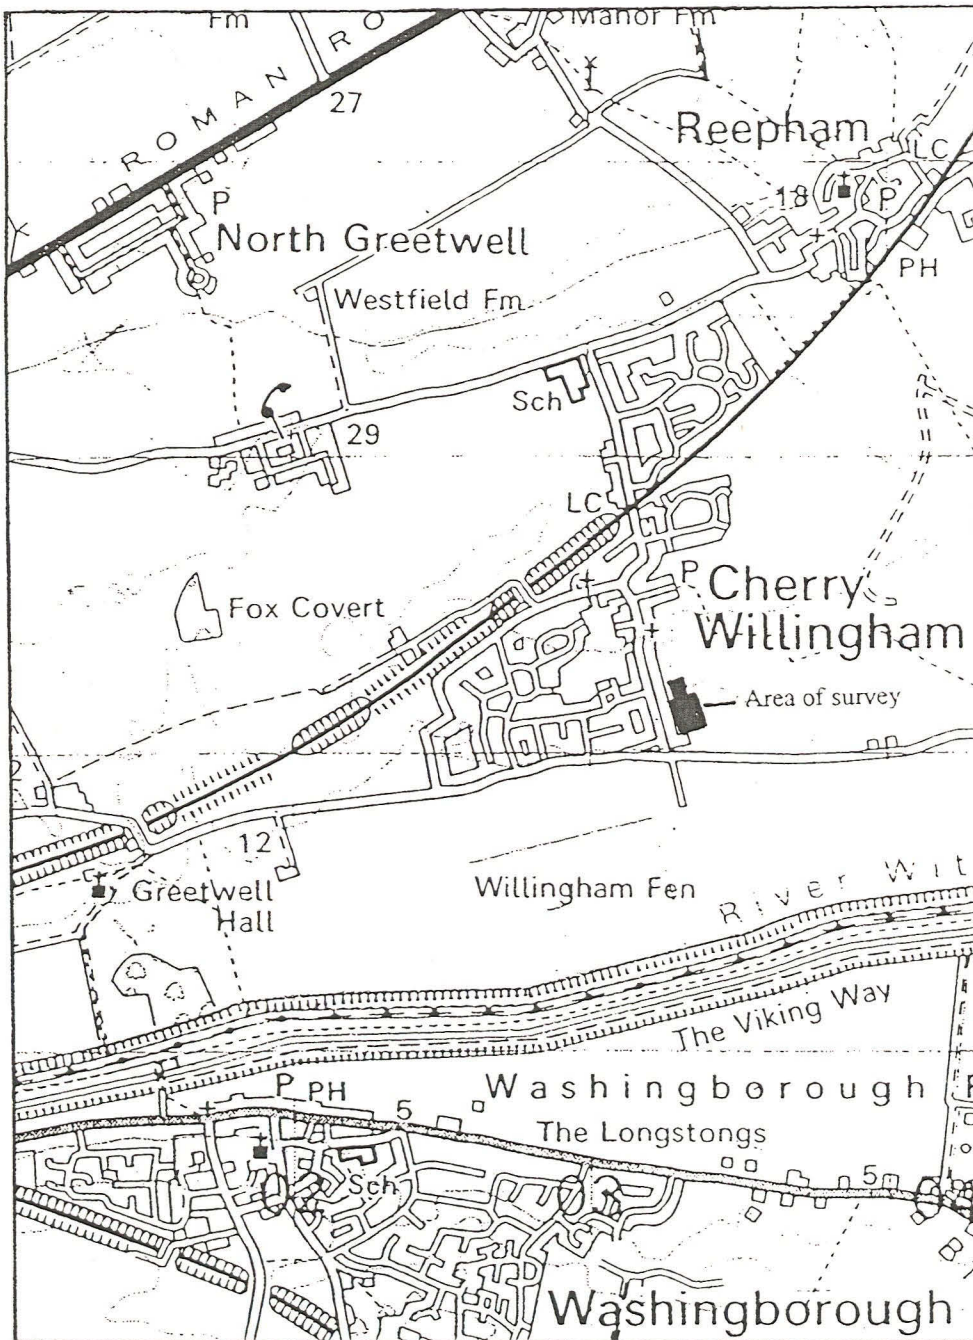 Fm
Manor Fm
ROMAN RO
27
Reepham
LC
P
18
P
North Greetwell
PH
Westfield Fm
Sch
29
LC
Fox Covert
P
Cherry
Willingham
Area of survey
2
12
Greetwell
Hall
Willingham Fen
River Wit
The Viking Way
P PH
Washingborough
5
The Longstongs
Sch
5
Washingborough